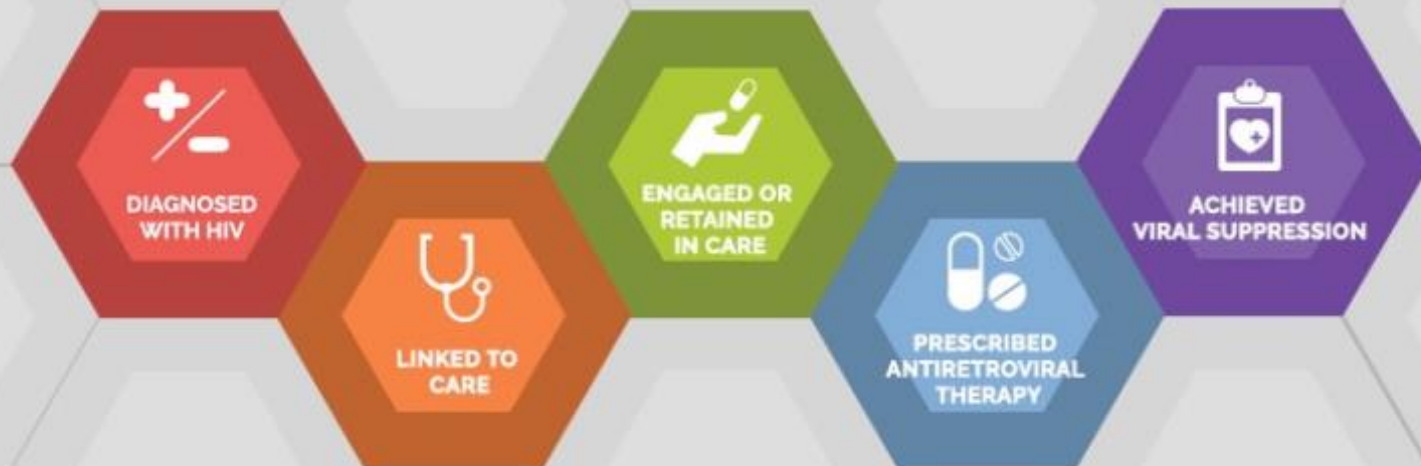 DIAGNOSED
WITH HIV
LINKED TO
CARE
ENGAGED OR
RETAINED
IN CARE
PRESCRIBED
ANTIRETROVIRAL
THERAPY
ACHIEVED
VIRAL SUPPRESSION